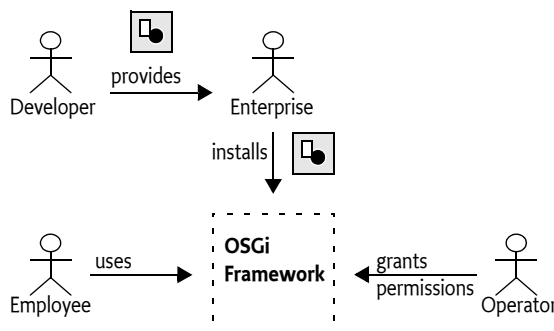 provides
Developer
Enterprise
installs
OSGi
Framework
uses
grants
permissions
Employee
Operator